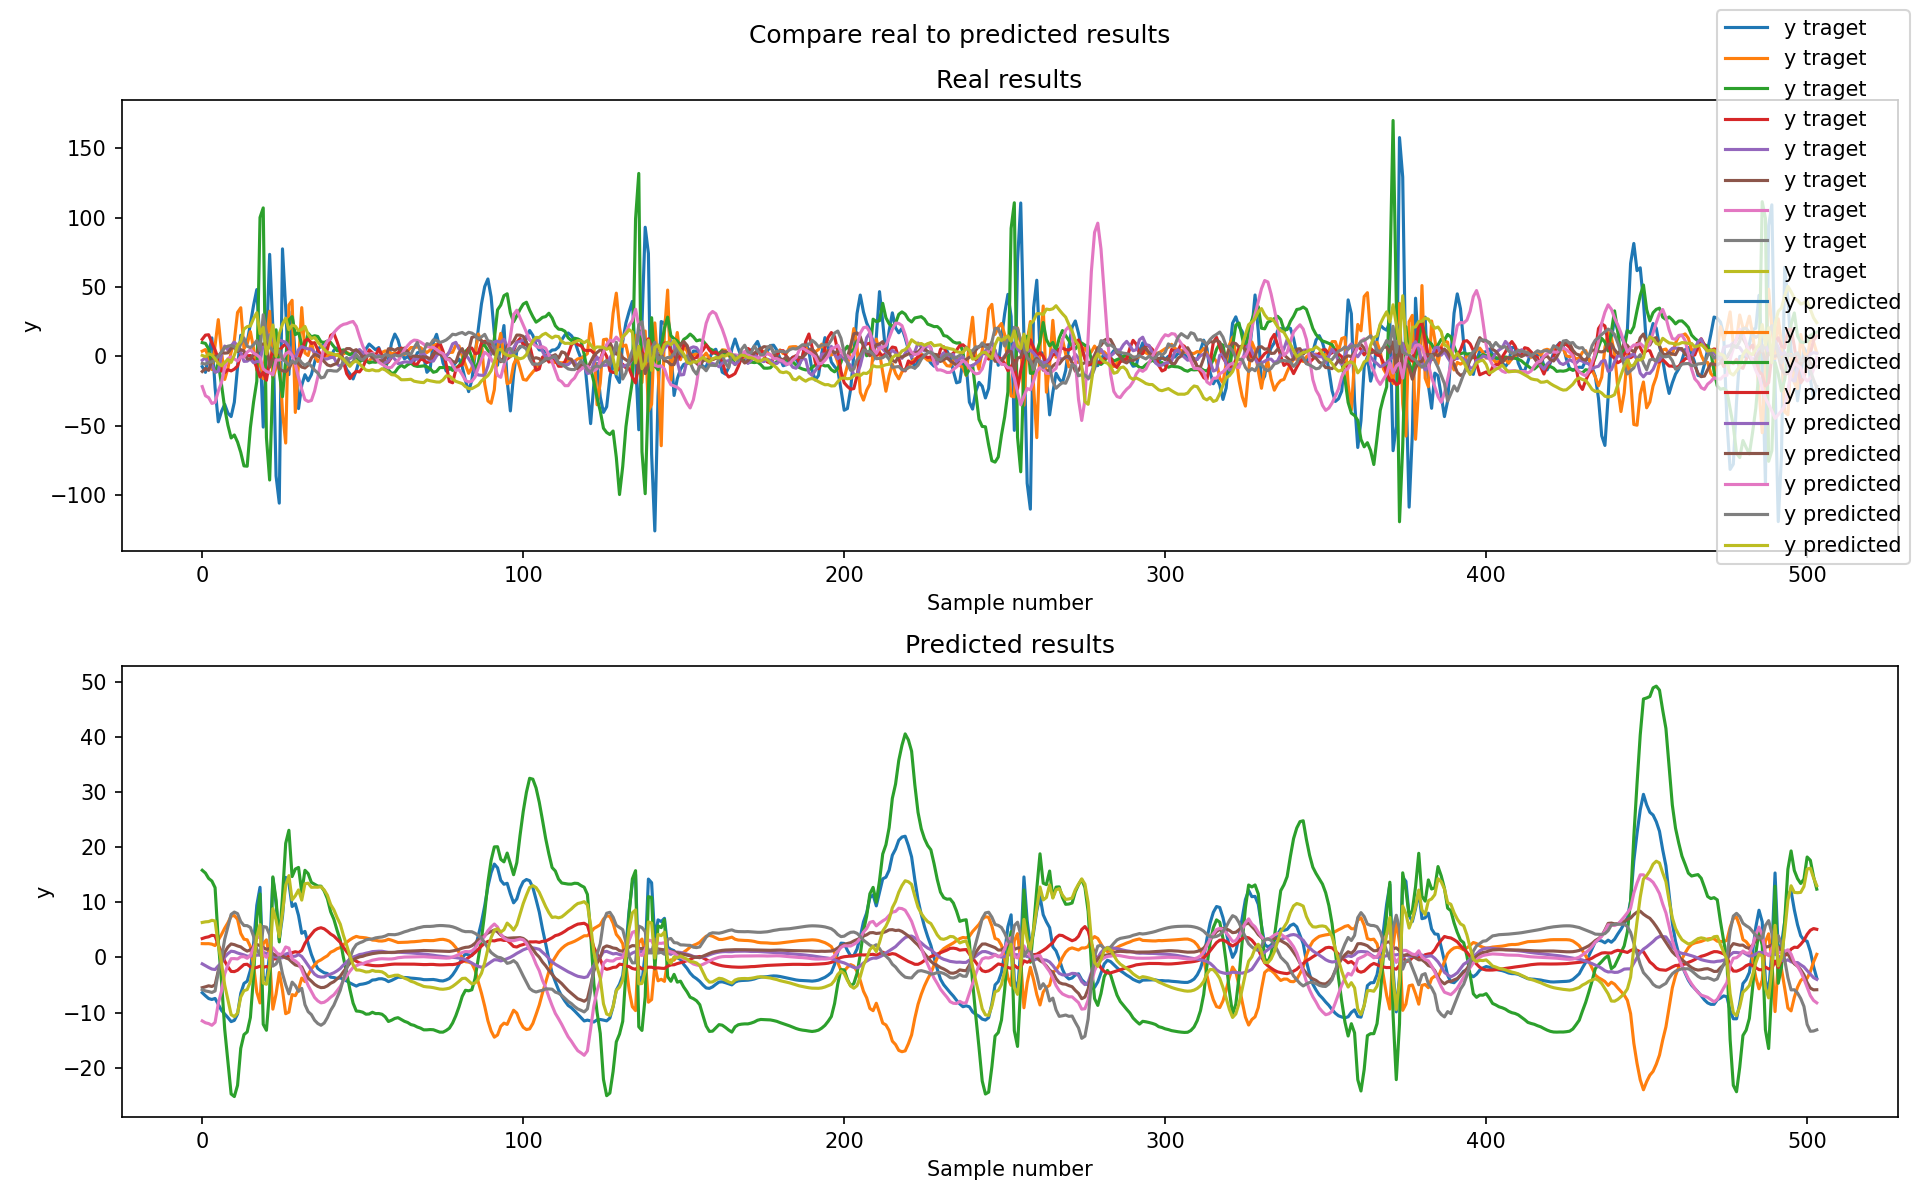 Compare real to predicted results
Real results
y traget
y traget
y traget
y traget
y traget
y traget
y traget
y traget
y traget
y predicted
y predicted
y predicted
y predicted
y predicted
y predicted
y predicted
y predicted
y predicted
y
150
100
50
0
−50
−100
0 100 200 300 400 500
Sample number
Predicted results
y
50
40
30
20
10
0
−10
−20
0 100 200 300 400 500
Sample number